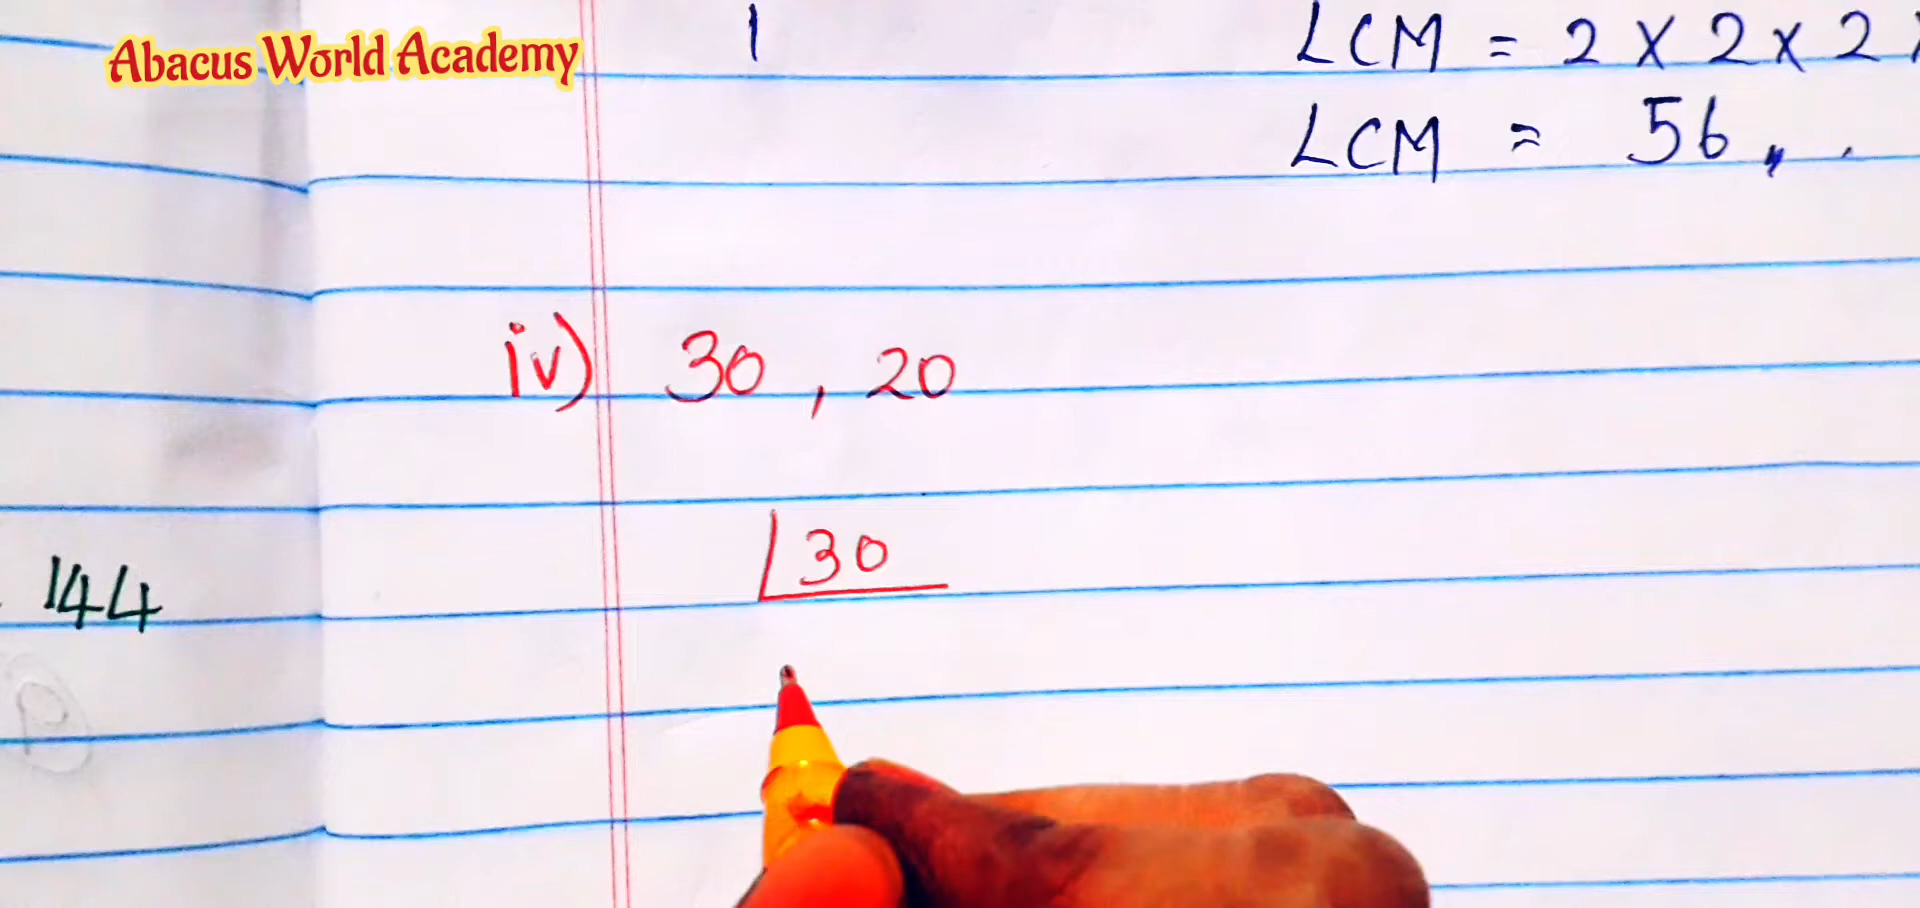 Abacus World Academy
1
LCM = 2 × 2 × 2
LCM = 56
iv) 30 , 20
30
144